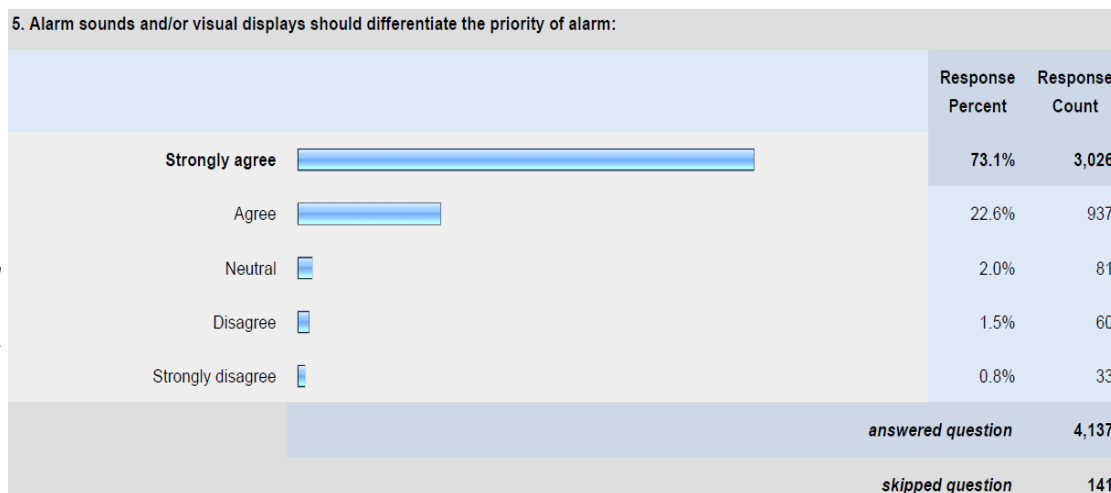 5. Alarm sounds and/or visual displays should differentiate the priority of alarm:
Response Percent Response Count
Strongly agree 73.1% 3,026
Agree 22.6% 937
Neutral 2.0% 81
Disagree 1.5% 60
Strongly disagree 0.8% 33
answered question 4,137
skipped question 141